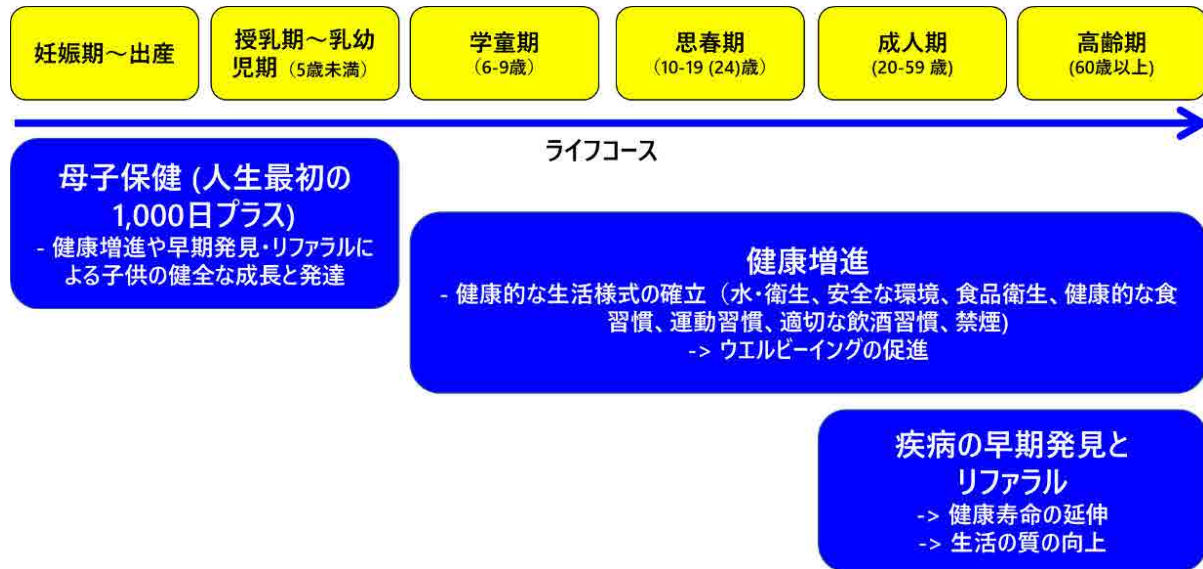 妊娠期～出産
授乳期～乳幼
児期（5歳未満）
学童期
（6-9歳）
思春期
（10-19 (24)歳）
成人期
(20-59 歳)
高齢期
(60歳以上)
ライフコース
母子保健 (人生最初の
1,000日プラス)
- 健康増進や早期発見・リファラルに
よる子供の健全な成長と発達
健康増進
- 健康的な生活様式の確立（水・衛生、安全な環境、食品衛生、健康的な食
習慣、運動習慣、適切な飲酒習慣、禁煙)
-> ウエルビーイングの促進
疾病の早期発見と
リファラル
-> 健康寿命の延伸
-> 生活の質の向上